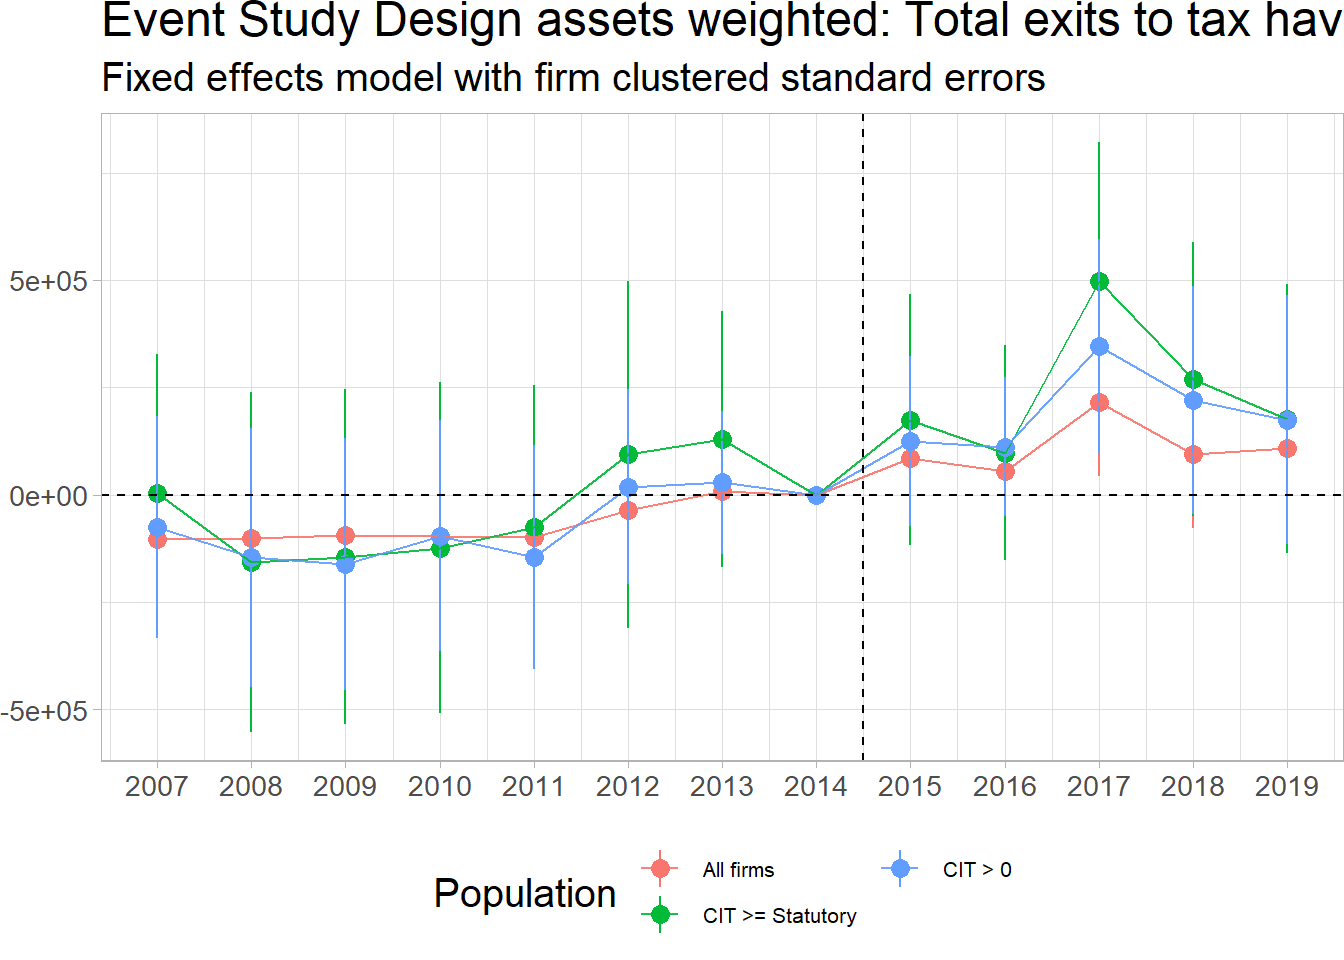 Event Study Design assets weighted: Total exits to tax hav
Fixed effects model with firm clustered standard errors
5e+05
0e+00
-5e+05
2007 2008 2009 2010 2011 2012 2013 2014 2015 2016 2017 2018 2019
Population
All firms
CIT >= Statutory
CIT > 0